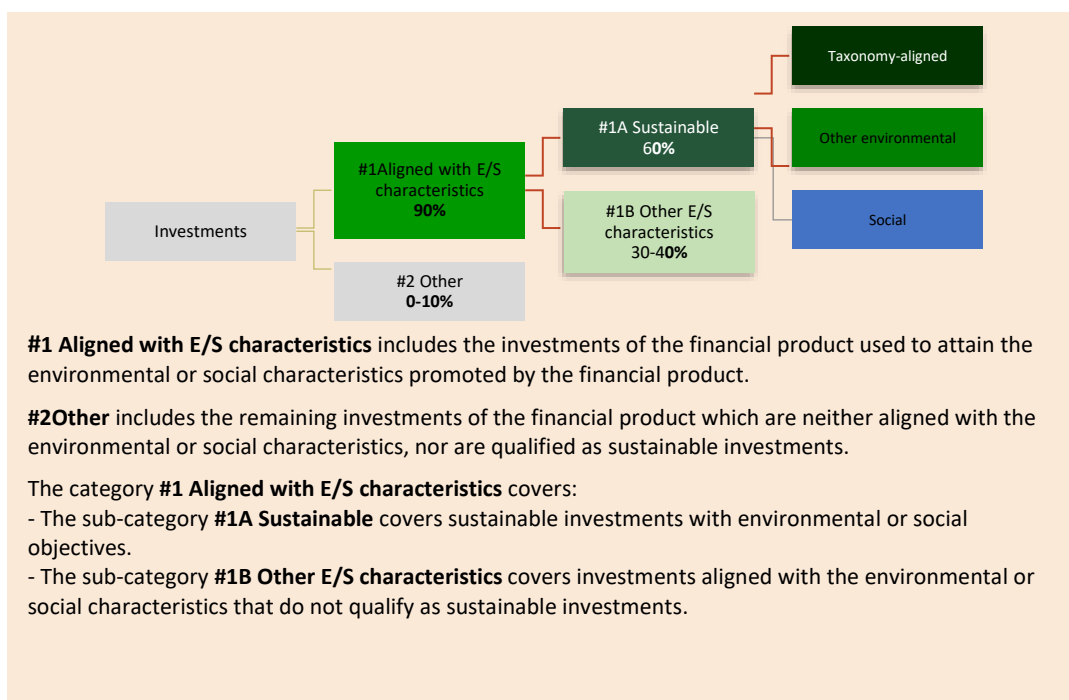 Taxonomy-aligned
#1A Sustainable
60%
Other environmental
#1Aligned with E/S
characteristics
90%
#1B Other E/S
characteristics
30-40%
Social
Investments
#2 Other
0-10%
#1 Aligned with E/S characteristics includes the investments of the financial product used to attain the
environmental or social characteristics promoted by the financial product.
#2Other includes the remaining investments of the financial product which are neither aligned with the
environmental or social characteristics, nor are qualified as sustainable investments.
The category #1 Aligned with E/S characteristics covers:
- The sub-category #1A Sustainable covers sustainable investments with environmental or social
objectives.
- The sub-category #1B Other E/S characteristics covers investments aligned with the environmental or
social characteristics that do not qualify as sustainable investments.